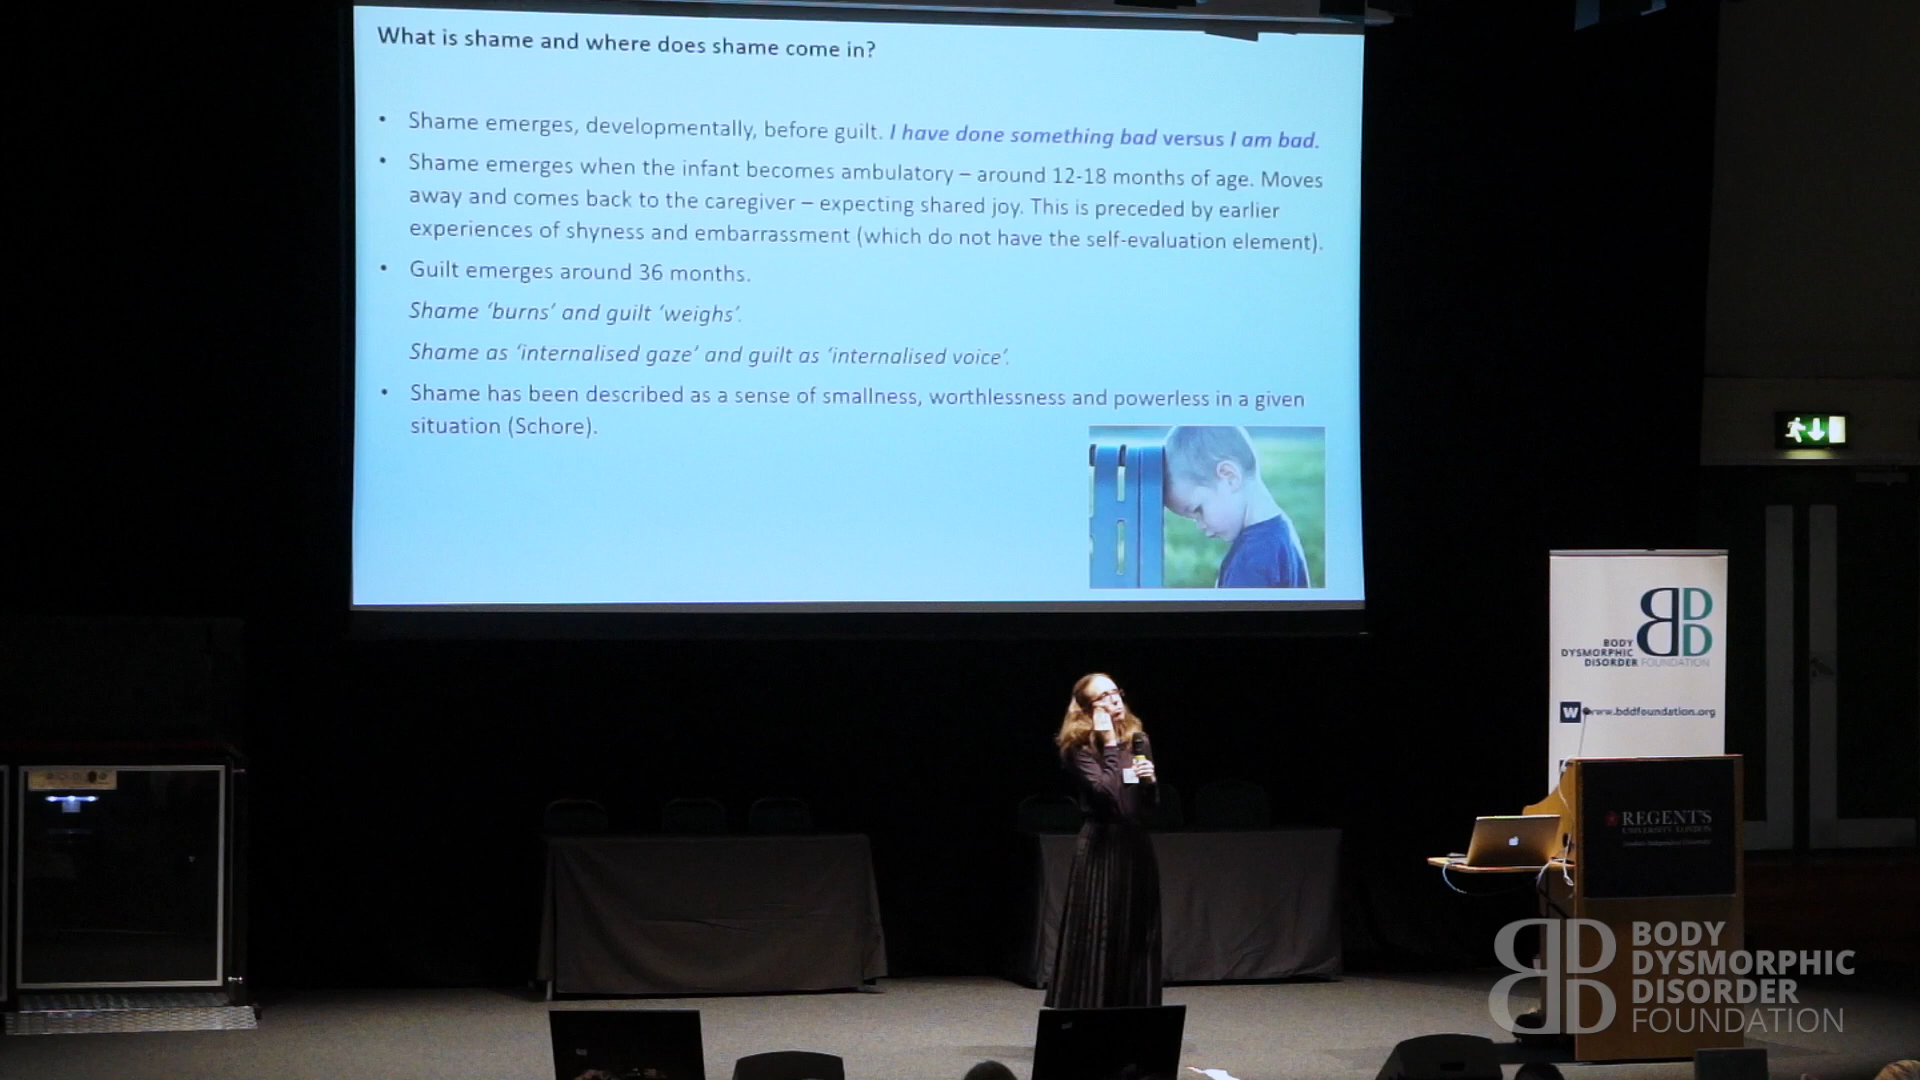 What is shame and where does shame come in?
• Shame emerges, developmentally, before guilt. I have done something bad versus I am bad.
• Shame emerges when the infant becomes ambulatory – around 12-18 months of age. Moves
away and comes back to the caregiver – expecting shared joy. This is preceded by earlier
experiences of shyness and embarrassment (which do not have the self-evaluation element).
• Guilt emerges around 36 months.
Shame ‘burns’ and guilt ‘weighs’.
Shame as ‘internalised gaze’ and guilt as ‘internalised voice’.
• Shame has been described as a sense of smallness, worthlessness and powerless in a given
situation (Schore).
BODY
DYSMORPHIC
DISORDER FOUNDATION
W www.bddfoundation.org
REGENT'S
UNIVERSITY LONDON
BODY
DYSMORPHIC
DISORDER
FOUNDATION